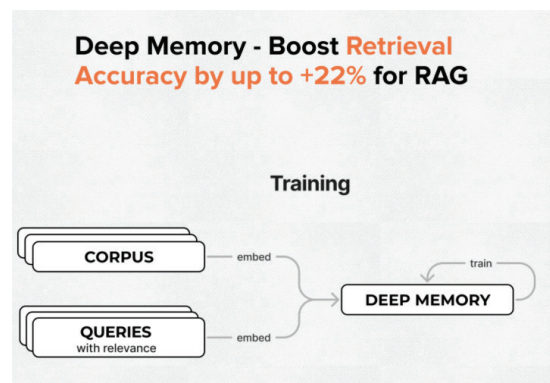 Deep Memory - Boost Retrieval
Accuracy by up to +22% for RAG
Training
CORPUS
embed
train
DEEP MEMORY
QUERIES
with relevance
embed